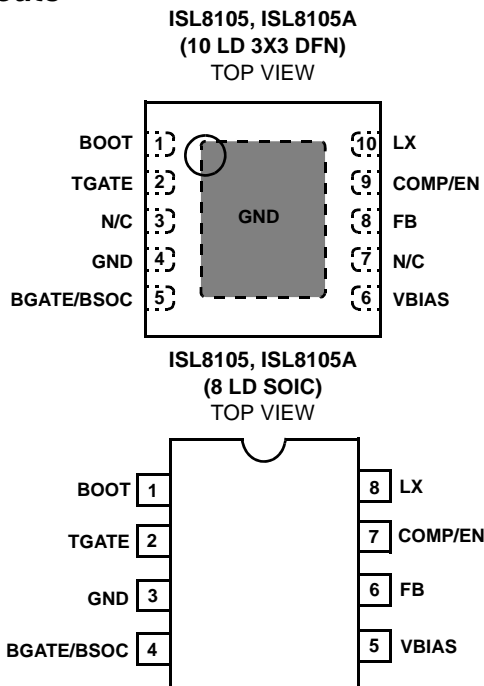 ISL8105, ISL8105A
(10 LD 3X3 DFN)
TOP VIEW
BOOT 1 10 LX
TGATE 2 9 COMP/EN
N/C 3 GND 8 FB
GND 4 7 N/C
BGATE/BSOC 5 6 VBIAS
ISL8105, ISL8105A
(8 LD SOIC)
TOP VIEW
BOOT 1 8 LX
TGATE 2 7 COMP/EN
GND 3 6 FB
BGATE/BSOC 4 5 VBIAS